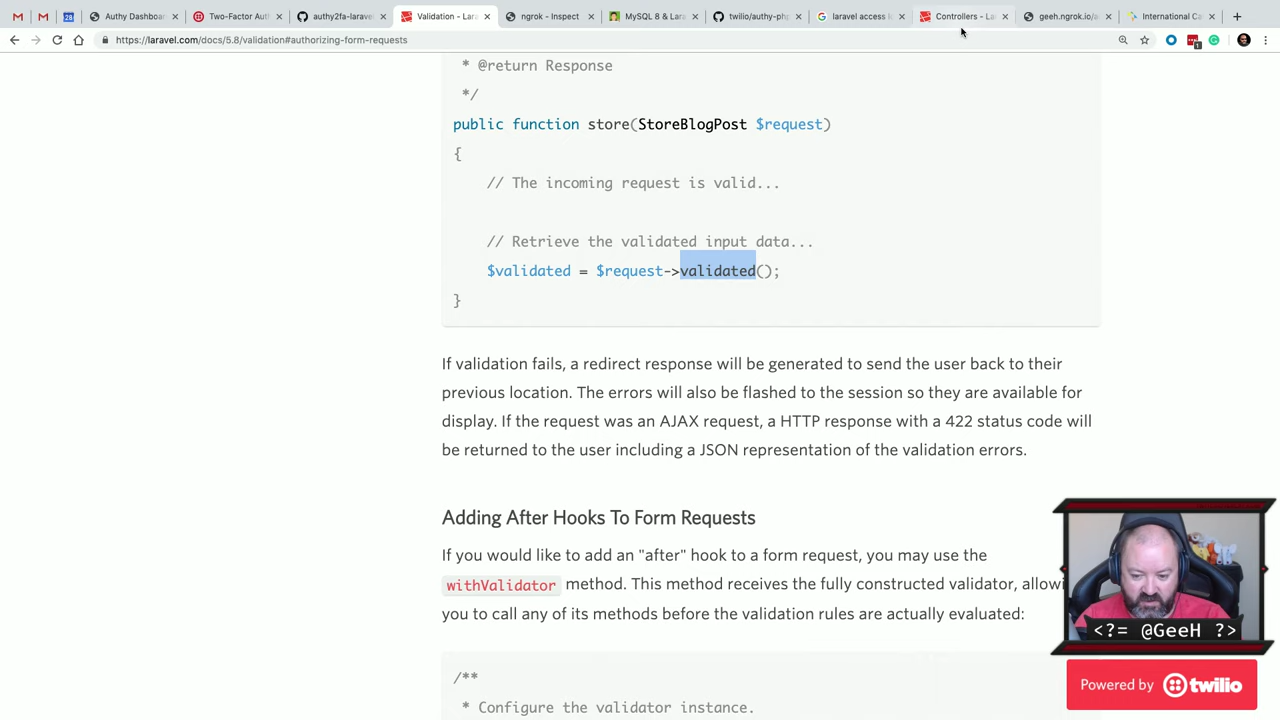 Authy Dashboar
Two-Factor Aut
authy2fa-larave
Validation - Lara
ngrok - Inspect
MySQL 8 & Lara
twilio/authy-php
laravel access l
Controllers - La
geeh.ngrok.io/a
International Ca
https://laravel.com/docs/5.8/validation#authorizing-form-requests
* @return Response
*/
public function store(StoreBlogPost $request)
{
// The incoming request is valid...
// Retrieve the validated input data...
$validated = $request->validated();
}
If validation fails, a redirect response will be generated to send the user back to their
previous location. The errors will also be flashed to the session so they are available for
display. If the request was an AJAX request, a HTTP response with a 422 status code will
be returned to the user including a JSON representation of the validation errors.
Adding After Hooks To Form Requests
If you would like to add an "after" hook to a form request, you may use the
withValidator method. This method receives the fully constructed validator, allowi
you to call any of its methods before the validation rules are actually evaluated:
/**
* Configure the validator instance.
<?= @GeeH ?>
Powered by twilio